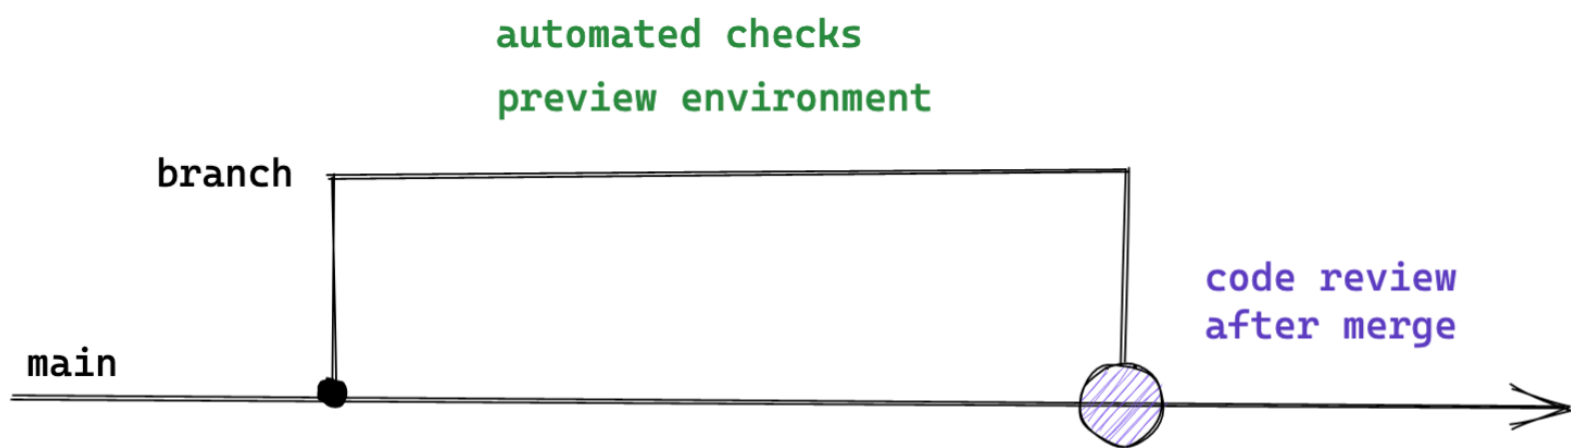 automated checks
preview environment
branch
code review
after merge
main